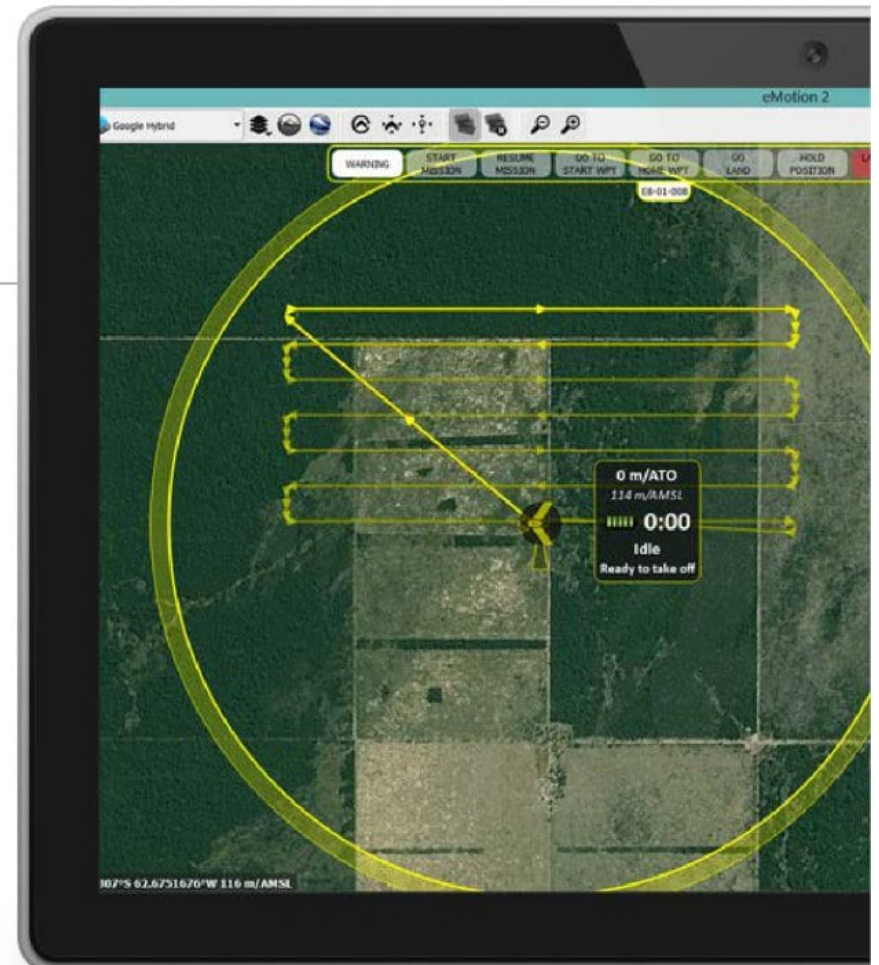 eMotion 2
Google Hybrid
WARNING
START MISSION
RESUME MISSION
GO TO START WPT
GO TO HOME WPT
GO LAND
HOLD POSITION
EB-01-008
0 m/ATO
114 m/AMSL
0:00
Idle
Ready to take off
307°S 62.6751676°W 116 m/AMSL